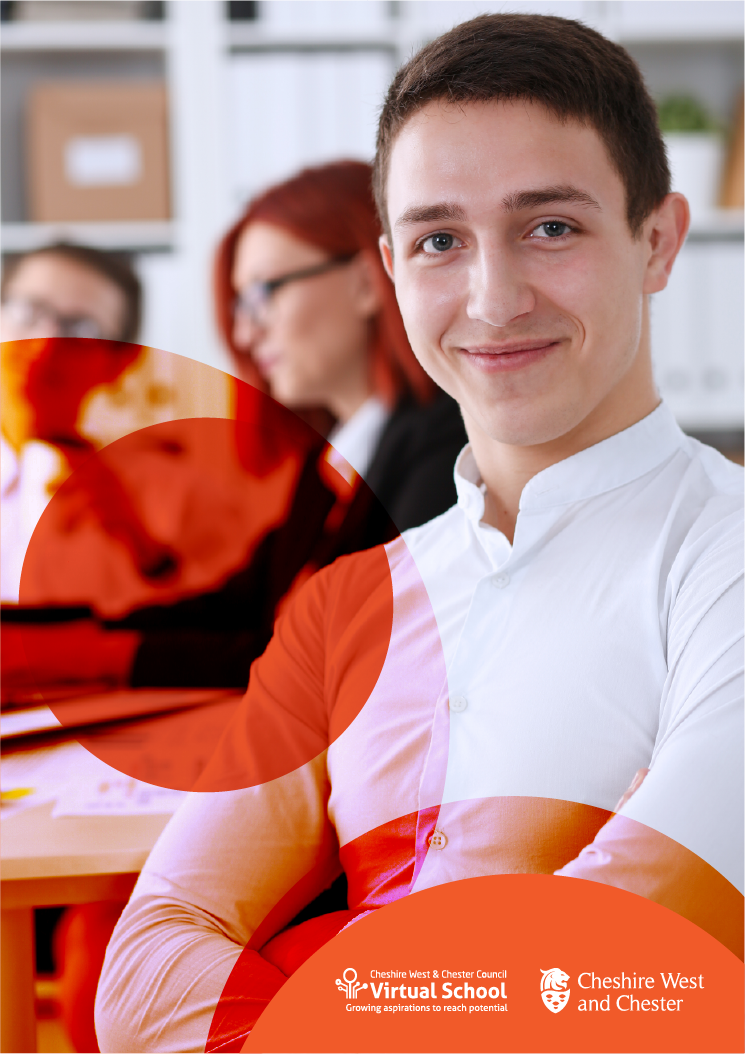 Cheshire West & Chester Council
Virtual School
Growing aspirations to reach potential
Cheshire West
and Chester